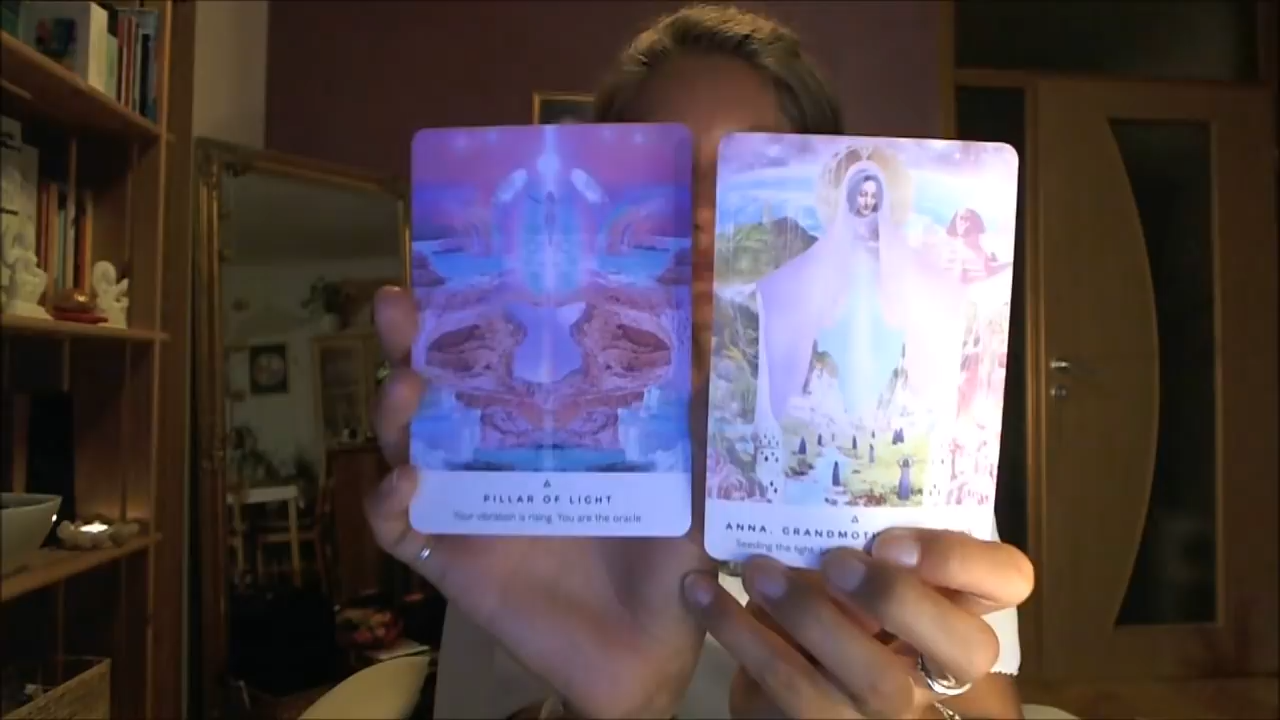 PILLAR OF LIGHT
Your vibration is rising. You are the oracle
ANNA, GRANDMOTH
Seeding the light.